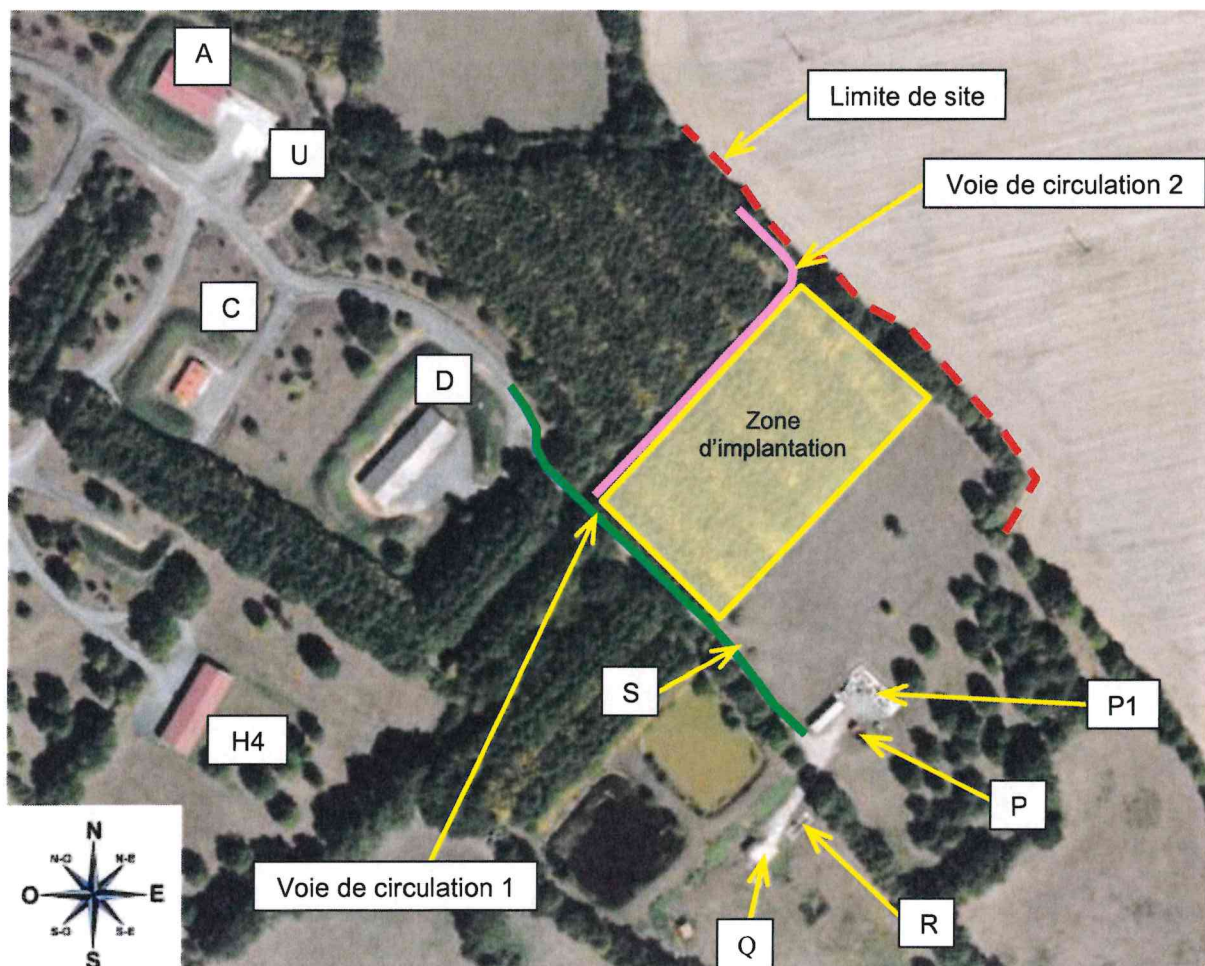 A
Limite de site
U
Voie de circulation 2
C
D
Zone
d'implantation
S
P1
H4
P
Voie de circulation 1
R
Q
N
N-O
N-E
O
E
S-O
S-E
S